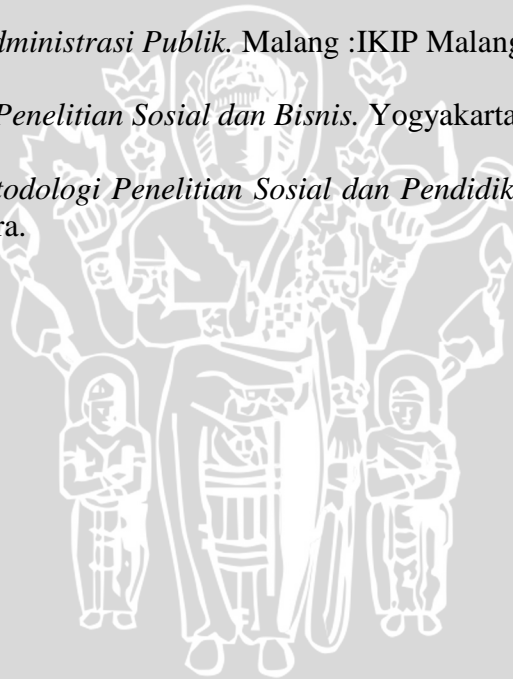 dministrasi Publik. Malang :IKIP Malang
Penelitian Sosial dan Bisnis. Yogyakarta
todologi Penelitian Sosial dan Pendidik
ra.